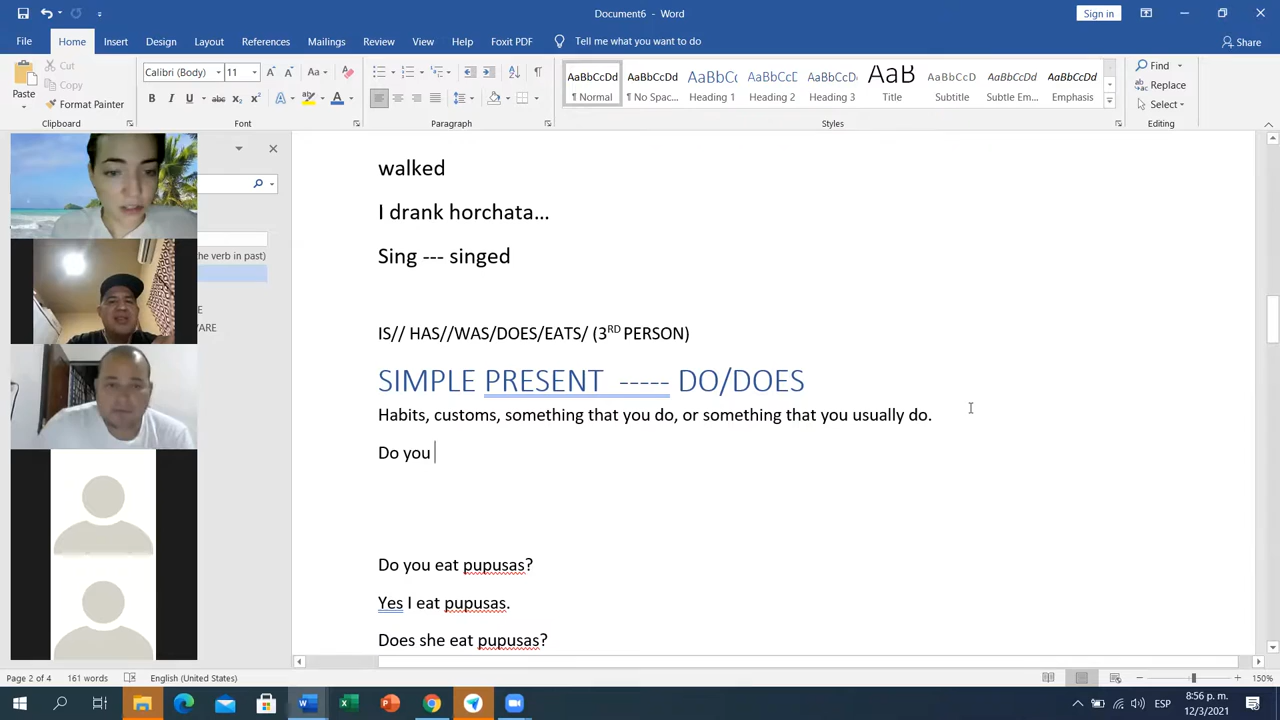 Document6 - Word
Sign in
File Home Insert Design Layout References Mailings Review View Help Foxit PDF Tell me what you want to do Share
Paste
Cut
Copy
Format Painter
Clipboard
Calibri (Body) 11
Font
Paragraph
AaBbCcDd AaBbCcDd AaBbCc AaBbCcD AaBbCcD AaB AaBbCcD AaBbCcDd AaBbCcDd
¶ Normal ¶ No Spac... Heading 1 Heading 2 Heading 3 Title Subtitle Subtle Em... Emphasis
Styles
Find
Replace
Select
Editing
the verb in past)
E
WARE
walked
I drank horchata...
Sing --- singed
IS// HAS//WAS/DOES/EATS/ (3RD PERSON)
SIMPLE PRESENT ----- DO/DOES
Habits, customs, something that you do, or something that you usually do.
Do you
Do you eat pupusas?
Yes I eat pupusas.
Does she eat pupusas?
Page 2 of 4 161 words English (United States) 150%
ESP
8:56 p. m.
12/3/2021